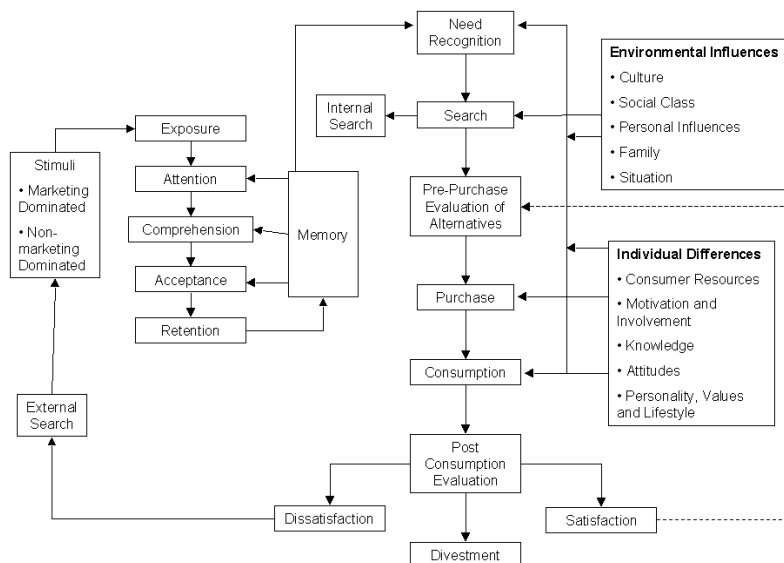 Need
Recognition
Environmental Influences
• Culture
• Social Class
• Personal Influences
• Family
• Situation
Internal
Search
Search
Exposure
Stimuli
• Marketing
Dominated
• Non-
marketing
Dominated
Attention
Comprehension
Acceptance
Retention
Memory
Pre-Purchase
Evaluation of
Alternatives
Individual Differences
• Consumer Resources
• Motivation and
Involvement
• Knowledge
• Attitudes
• Personality, Values
and Lifestyle
Purchase
Consumption
External
Search
Post
Consumption
Evaluation
Dissatisfaction
Satisfaction
Divestment